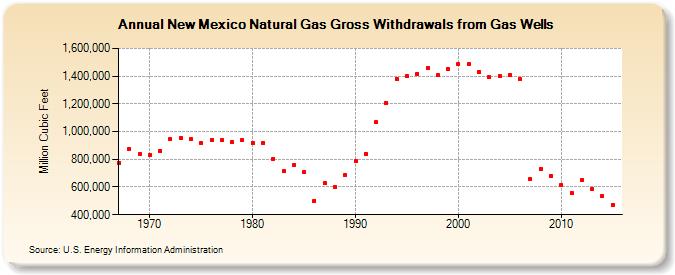 Annual New Mexico Natural Gas Gross Withdrawals from Gas Wells
Million Cubic Feet
1,600,000
1,400,000
1,200,000
1,000,000
800,000
600,000
400,000
1970 1980 1990 2000 2010
Source: U.S. Energy Information Administration